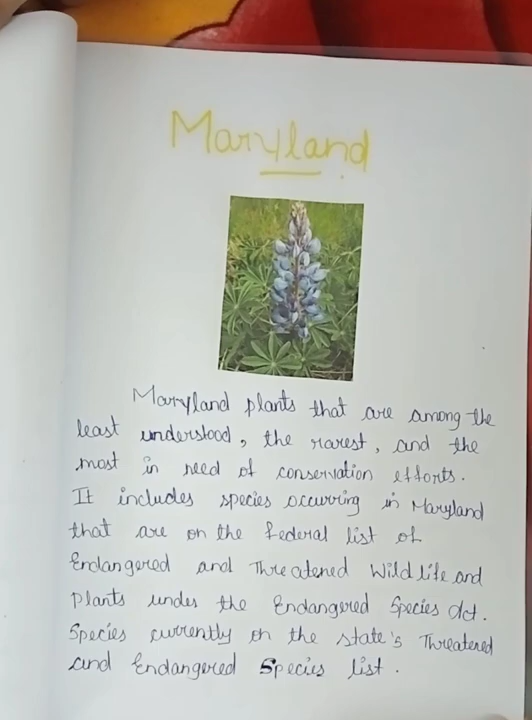 Maryland
Maryland plants that are among the
least understood, the rarest, and the
most in need of conservation efforts.
It includes species occurring in Maryland
that are on the federal list of
Endangered and Threatened Wildlife and
Plants under the Endangered Species Act.
Species currently on the state's Threatened
and Endangered Species list.